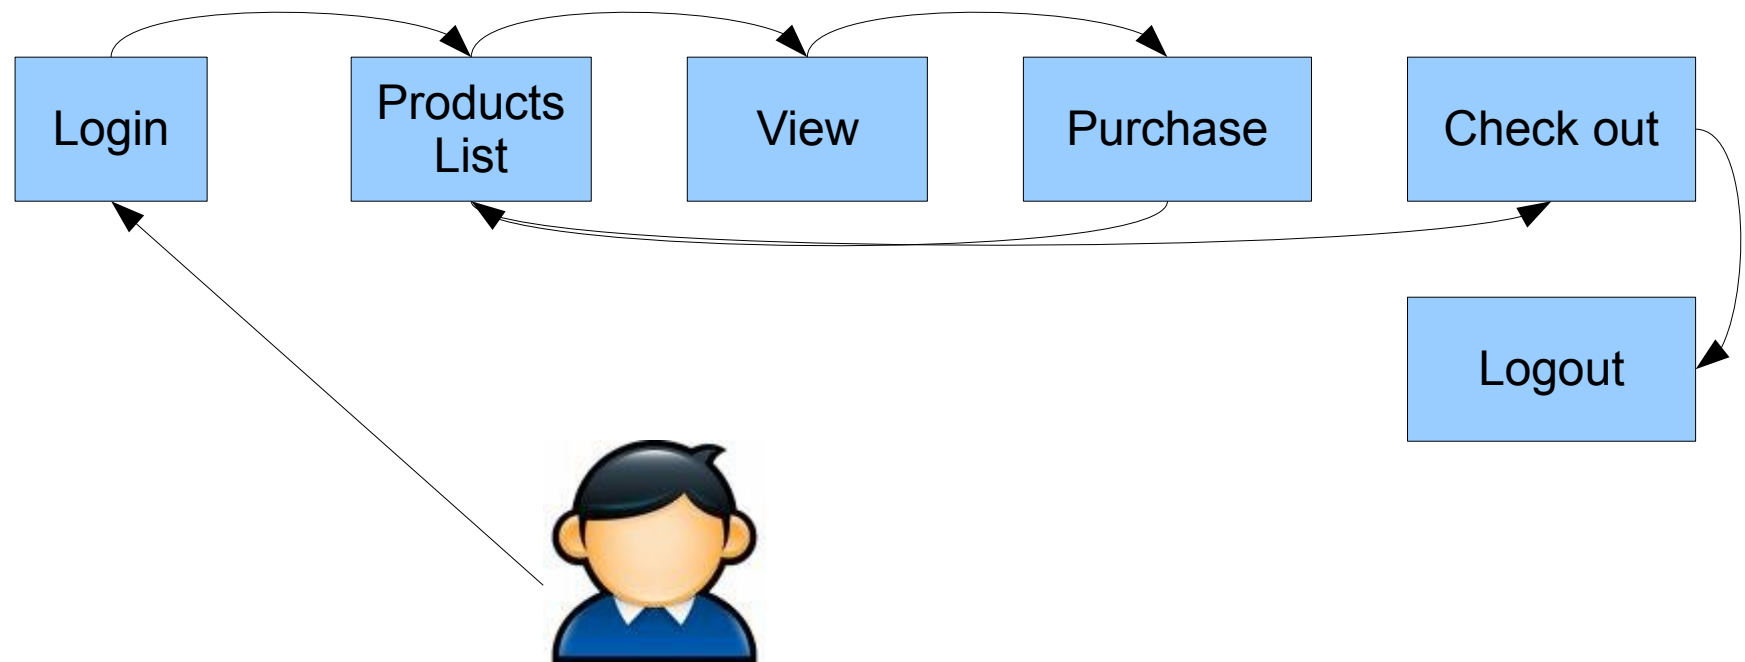 Login
Products
List
View
Purchase
Check out
Logout